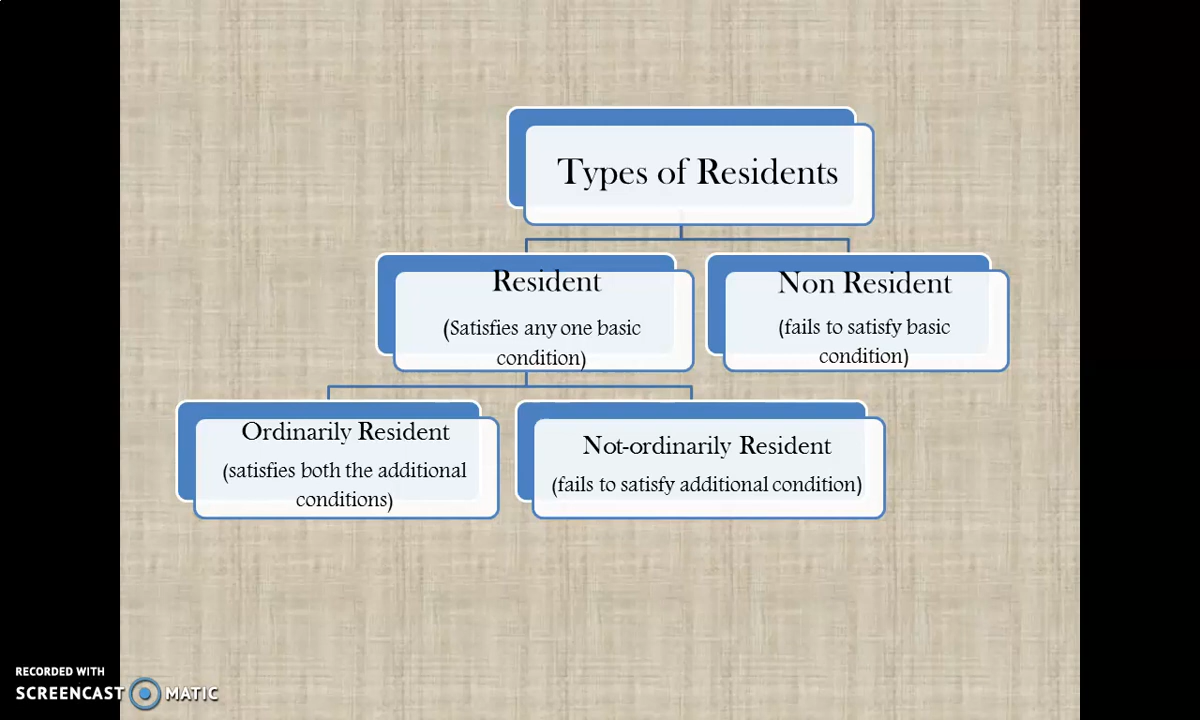 Types of Residents
Resident
(Satisfies any one basic
condition)
Non Resident
(fails to satisfy basic
condition)
Ordinarily Resident
(satisfies both the additional
conditions)
Not-ordinarily Resident
(fails to satisfy additional condition)
RECORDED WITH
SCREENCAST MATIC